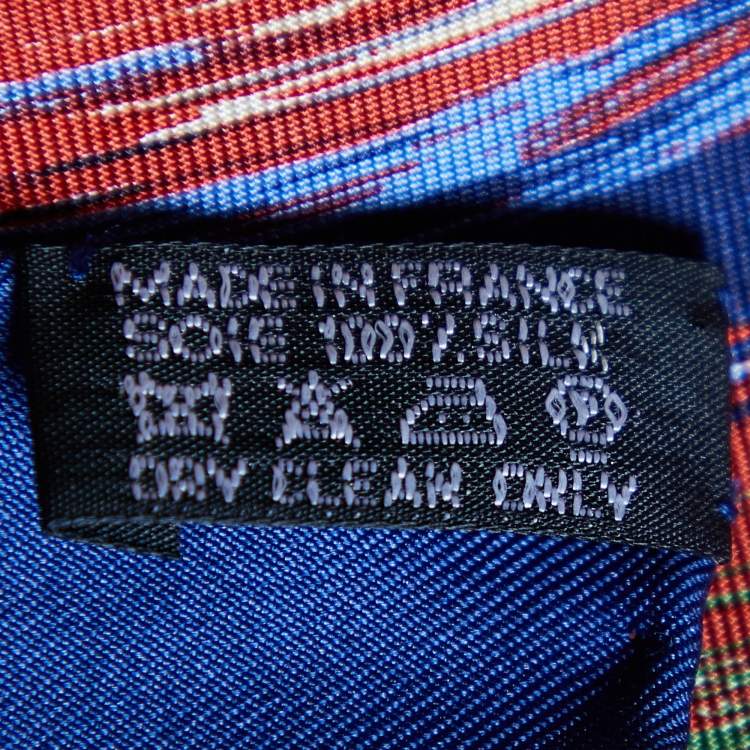 MADE IN FRANCE
SOIE 100% SILK
P
DRY CLEAN ONLY